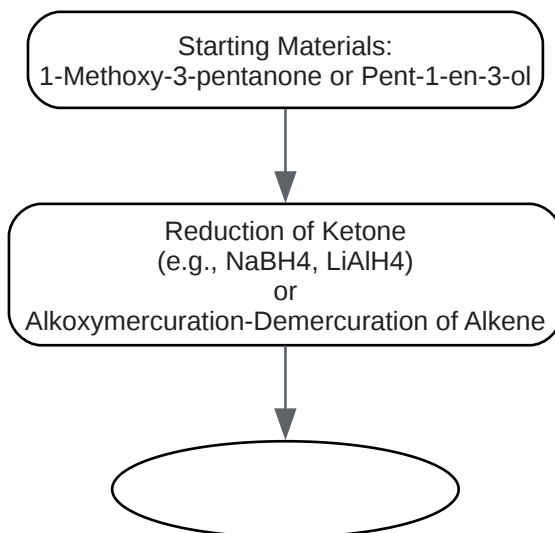 Starting Materials:
1-Methoxy-3-pentanone or Pent-1-en-3-ol
Reduction of Ketone
(e.g., NaBH4, LiAlH4)
or
Alkoxymercuration-Demercuration of Alkene